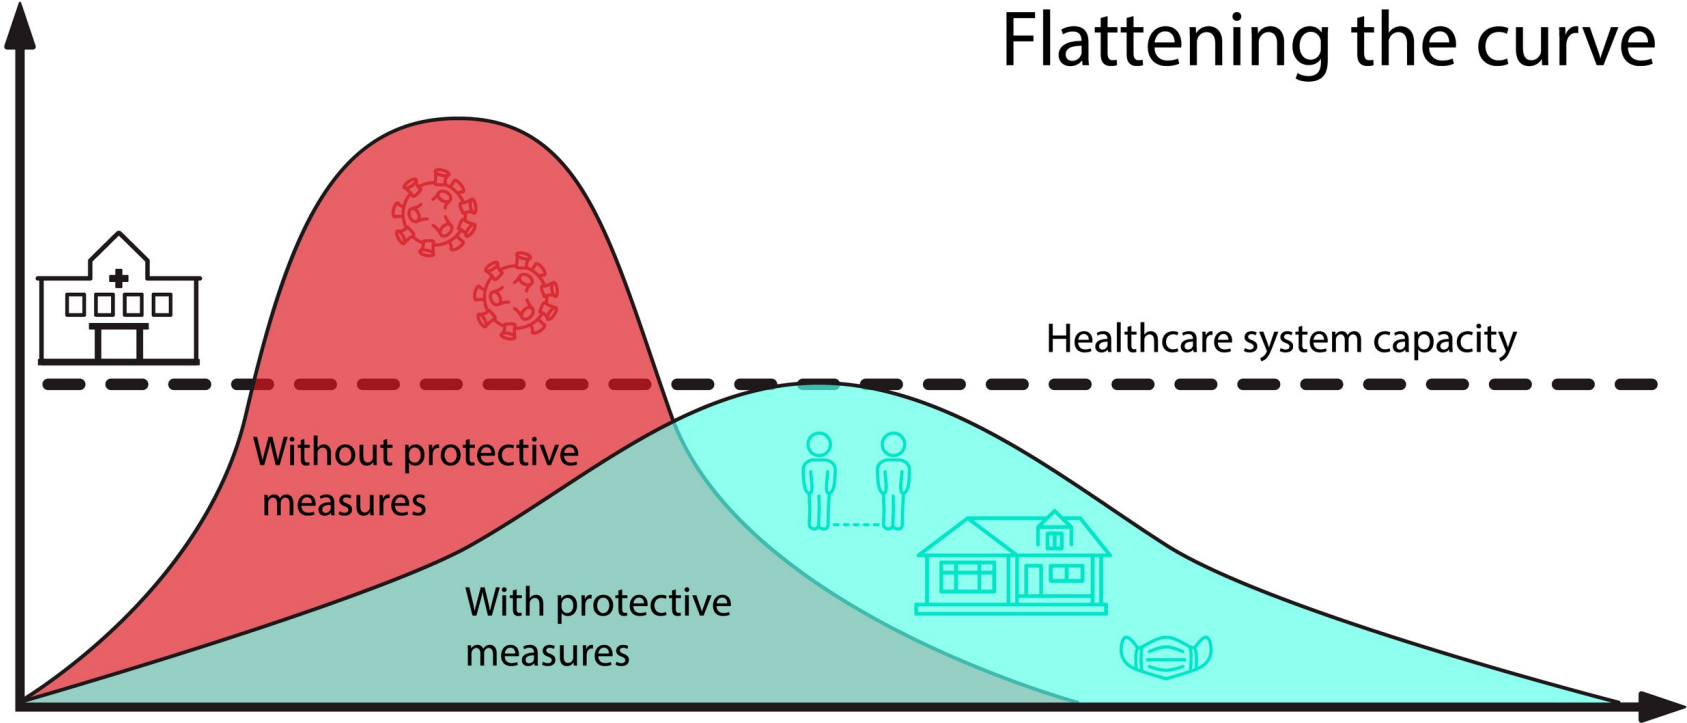 Flattening the curve
Healthcare system capacity
Without protective
measures
With protective
measures